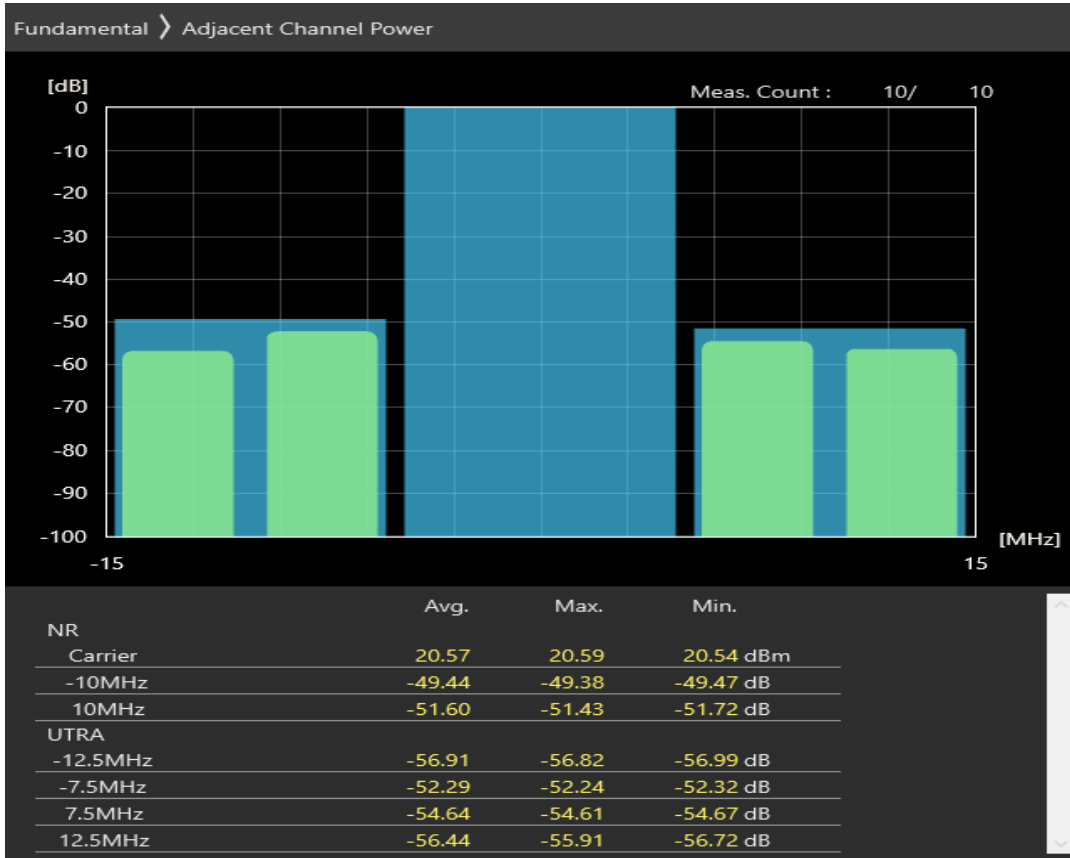 Fundamental ❯ Adjacent Channel Power
[dB]
Meas. Count : 10/ 10
0
-10
-20
-30
-40
-50
-60
-70
-80
-90
-100
[MHz]
-15 15
Avg. Max. Min.
NR
Carrier 20.57 20.59 20.54 dBm
-10MHz -49.44 -49.38 -49.47 dB
10MHz -51.60 -51.43 -51.72 dB
UTRA
-12.5MHz -56.91 -56.82 -56.99 dB
-7.5MHz -52.29 -52.24 -52.32 dB
7.5MHz -54.64 -54.61 -54.67 dB
12.5MHz -56.44 -55.91 -56.72 dB